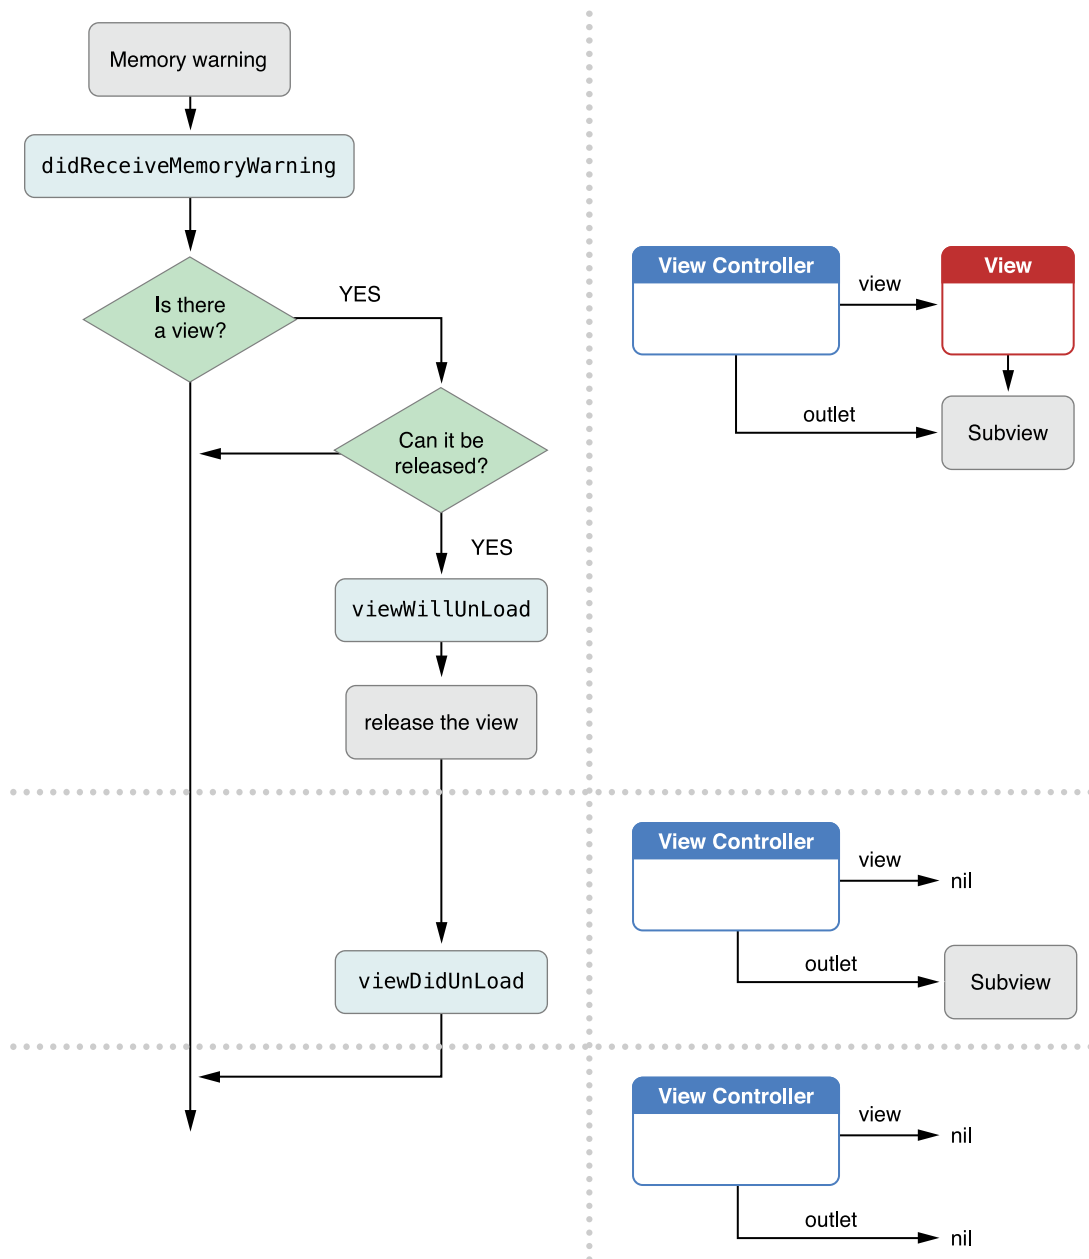 Memory warning
didReceiveMemoryWarning
Is there
a view?
YES
Can it be
released?
YES
viewWillUnLoad
release the view
viewDidUnLoad
View Controller
view
View
outlet
Subview
View Controller
view
nil
outlet
Subview
View Controller
view
nil
outlet
nil